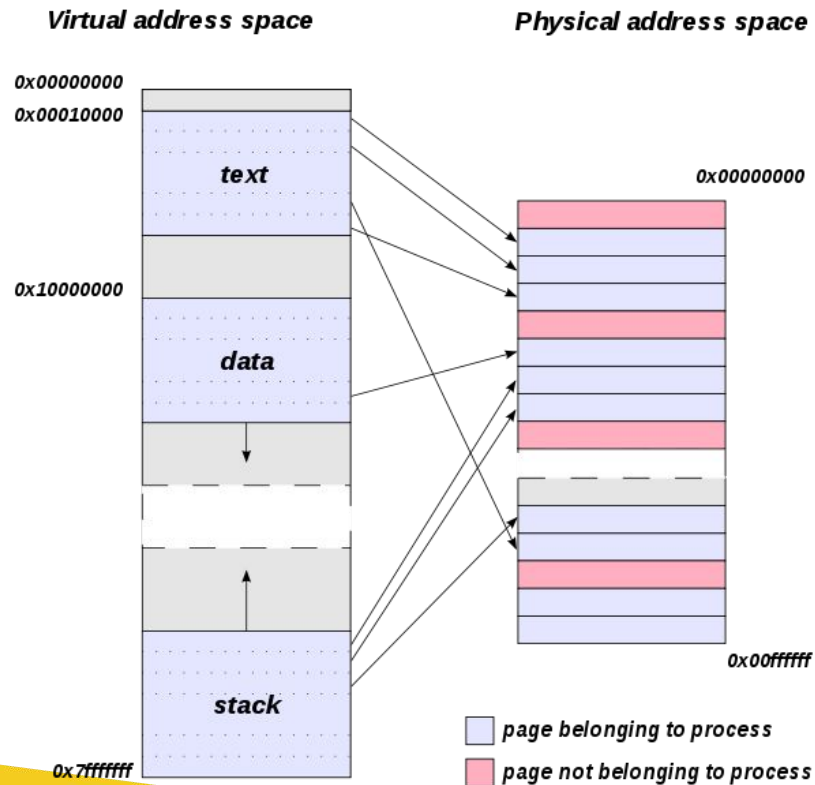 Virtual address space
Physical address space
0x00000000
0x00010000
text
0x00000000
0x10000000
data
0x00ffffff
stack
page belonging to process
0x7fffffff
page not belonging to process